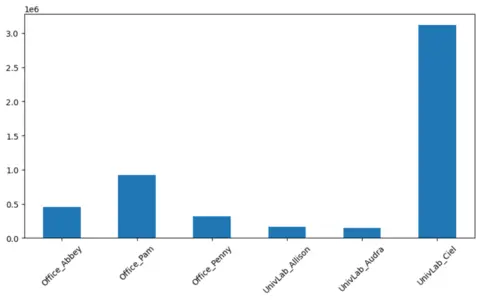 1e6
3.0
2.5
2.0
1.5
1.0
0.5
0.0
Office_Abbey
Office_Pam
Office_Penny
UnivLab_Allison
UnivLab_Audra
UnivLab_Ciel